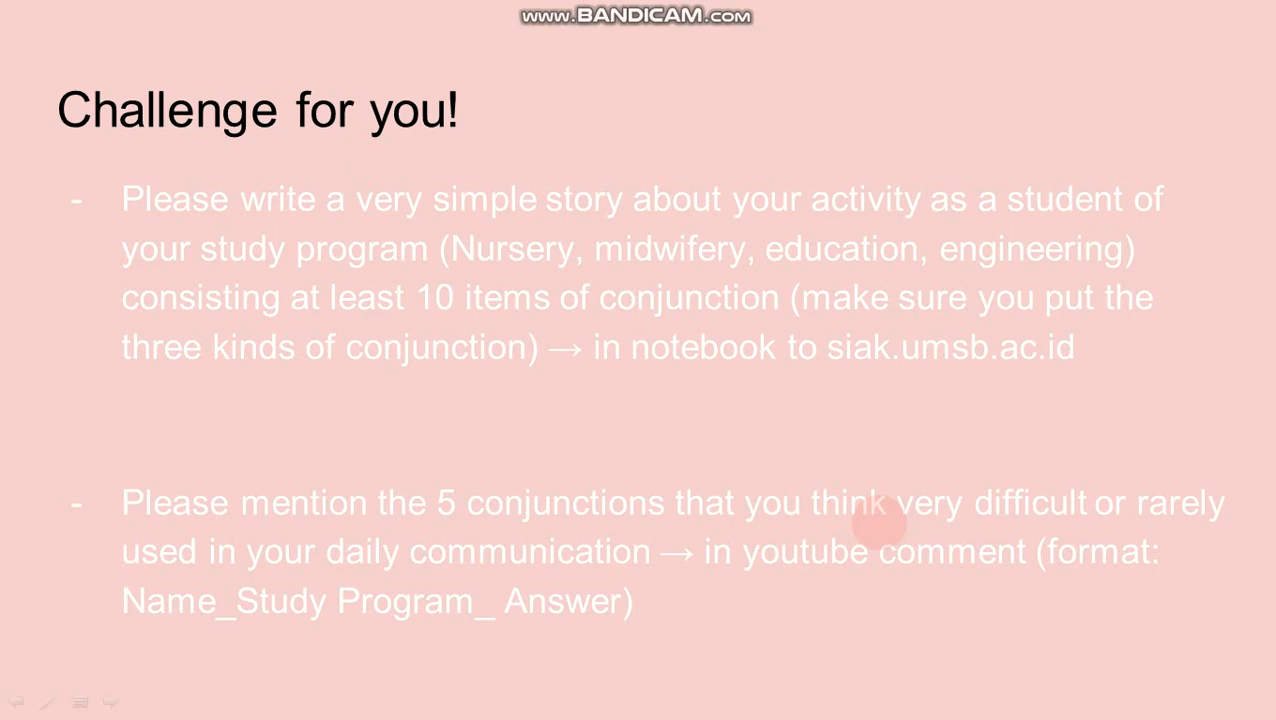 www.BANDICAM.com
Challenge for you!
- Please write a very simple story about your activity as a student of
your study program (Nursery, midwifery, education, engineering)
consisting at least 10 items of conjunction (make sure you put the
three kinds of conjunction) → in notebook to siak.umsb.ac.id
- Please mention the 5 conjunctions that you think very difficult or rarely
used in your daily communication → in youtube comment (format:
Name_Study Program_ Answer)